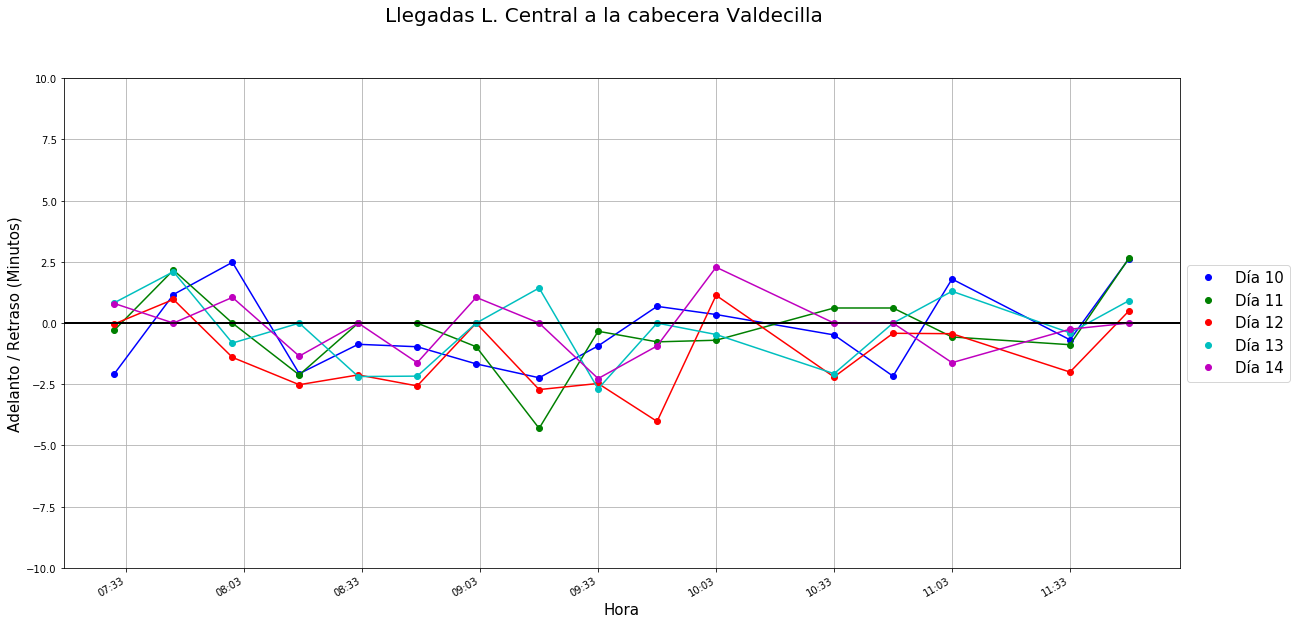 Llegadas L. Central a la cabecera Valdecilla
Adelanto / Retraso (Minutos)
10.0
7.5
5.0
2.5
0.0
−2.5
−5.0
−7.5
−10.0
07:33
08:03
08:33
09:03
09:33
10:03
10:33
11:03
11:33
Hora
Día 10
Día 11
Día 12
Día 13
Día 14